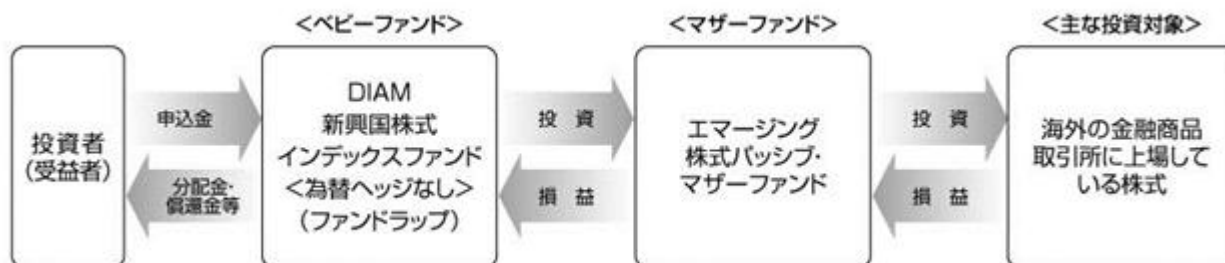 <ベビーファンド>
<マザーファンド>
<主な投資対象>
投資者
(受益者)
申込金
分配金・
償還金等
DIAM
新興国株式
インデックスファンド
<為替ヘッジなし>
(ファンドラップ)
投 資
損 益
エマージング
株式パッシブ・
マザーファンド
投 資
損 益
海外の金融商品
取引所に上場して
いる株式